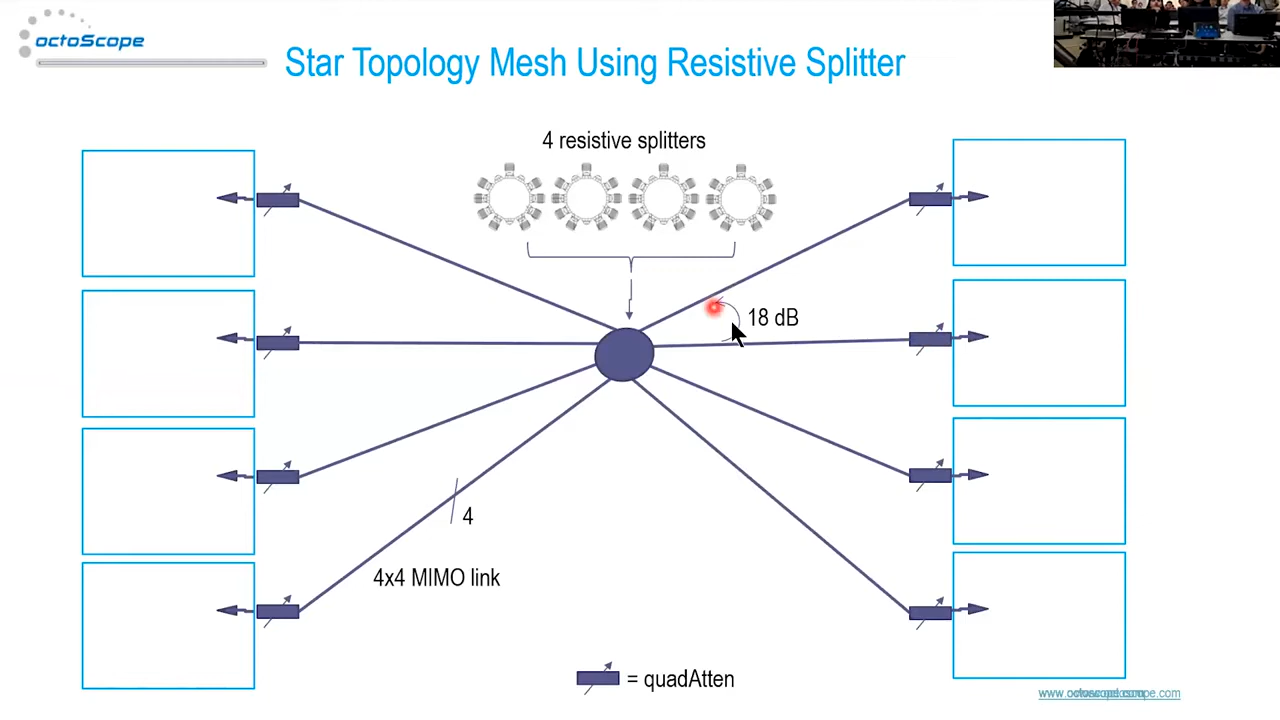 octoScope
Star Topology Mesh Using Resistive Splitter
4 resistive splitters
18 dB
4
4x4 MIMO link
= quadAtten